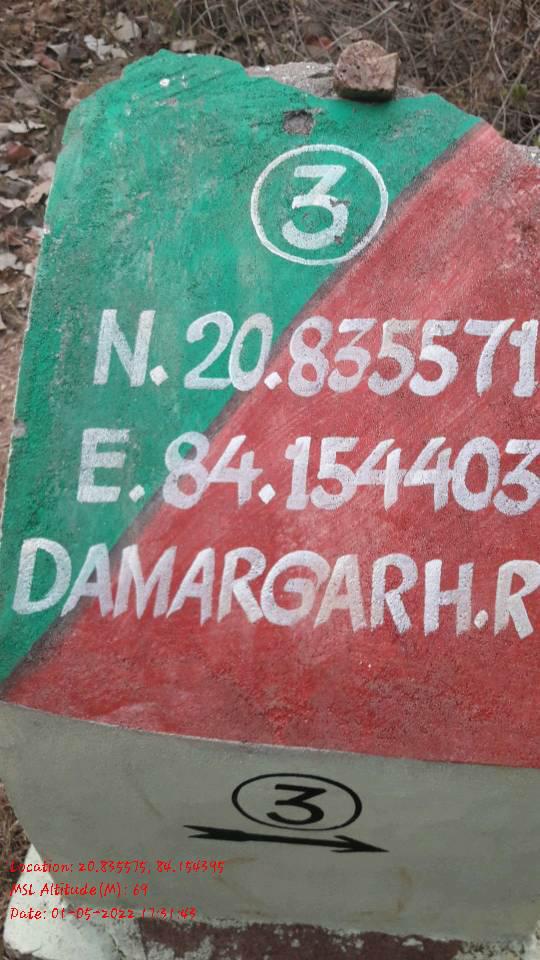 3
N. 20.835571
E. 84.154403
DAMARGARH.R
3
Location: 20.835575, 84.154395
MSL Altitude(M): 69
Date: 01-05-2022 17:31:43